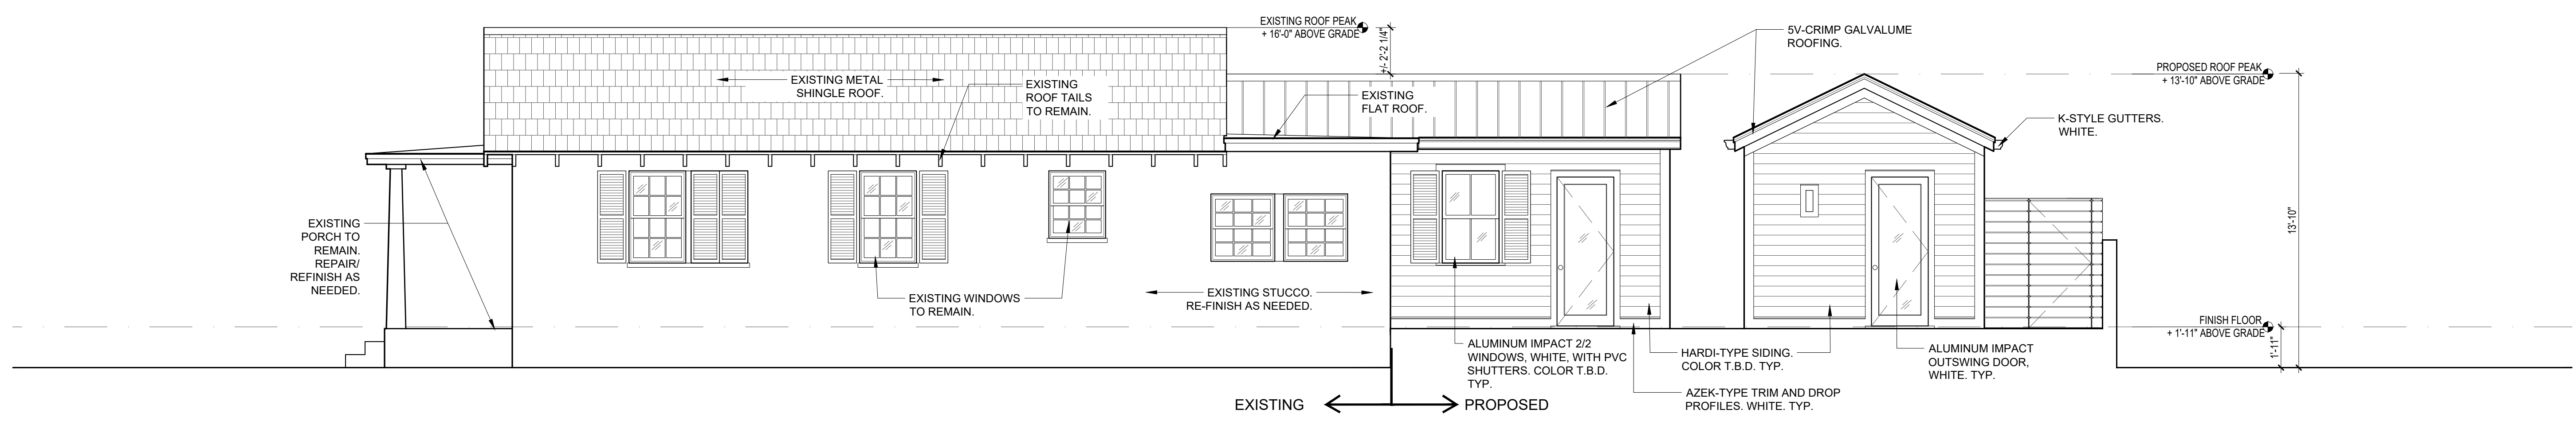 EXISTING ROOF PEAK
+ 16'-0" ABOVE GRADE
+/- 2'-2 1/4"
5V-CRIMP GALVALUME
ROOFING.
PROPOSED ROOF PEAK
+ 13'-10" ABOVE GRADE
EXISTING METAL
SHINGLE ROOF.
EXISTING
ROOF TAILS
TO REMAIN.
EXISTING
FLAT ROOF.
K-STYLE GUTTERS.
WHITE.
EXISTING
PORCH TO
REMAIN.
REPAIR/
REFINISH AS
NEEDED.
13'-10"
EXISTING WINDOWS
TO REMAIN.
EXISTING STUCCO.
RE-FINISH AS NEEDED.
FINISH FLOOR
+ 1'-11" ABOVE GRADE
1'-11"
ALUMINUM IMPACT 2/2
WINDOWS, WHITE, WITH PVC
SHUTTERS. COLOR T.B.D.
TYP.
HARDI-TYPE SIDING.
COLOR T.B.D. TYP.
ALUMINUM IMPACT
OUTSWING DOOR,
WHITE. TYP.
AZEK-TYPE TRIM AND DROP
PROFILES. WHITE. TYP.
EXISTING
PROPOSED